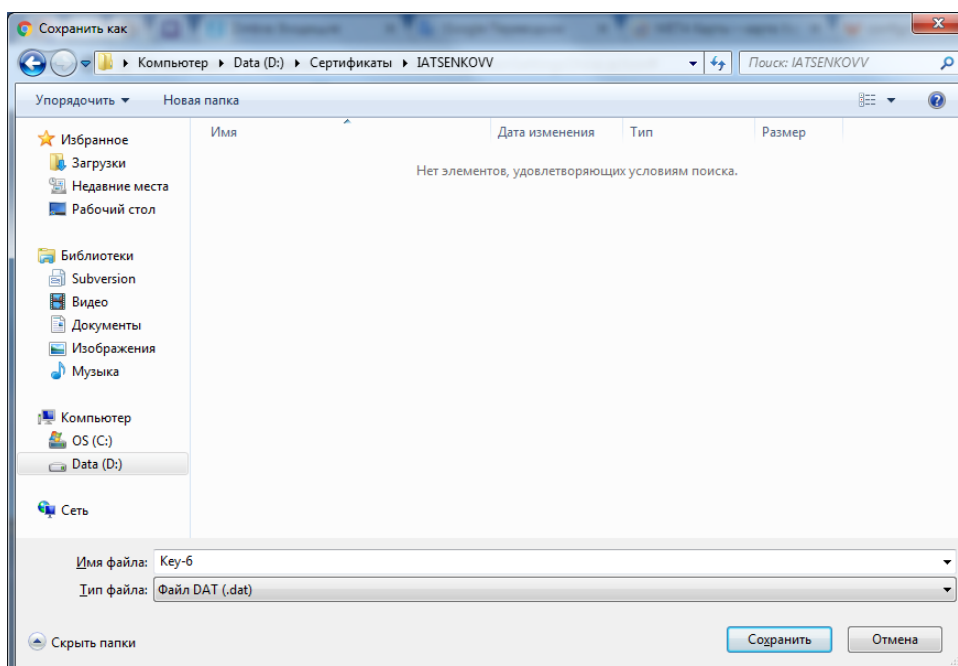 Сохранить как
Компьютер Data (D:) Сертификаты IATSENKOVV Поиск: IATSENKOVV
Упорядочить Новая папка
Имя Дата изменения Тип Размер
Нет элементов, удовлетворяющих условиям поиска.
Избранное
Загрузки
Недавние места
Рабочий стол
Библиотеки
Subversion
Видео
Документы
Изображения
Музыка
Компьютер
OS (C:)
Data (D:)
Сеть
Имя файла: Key-6
Тип файла: Файл DAT (.dat)
Скрыть папки Сохранить Отмена